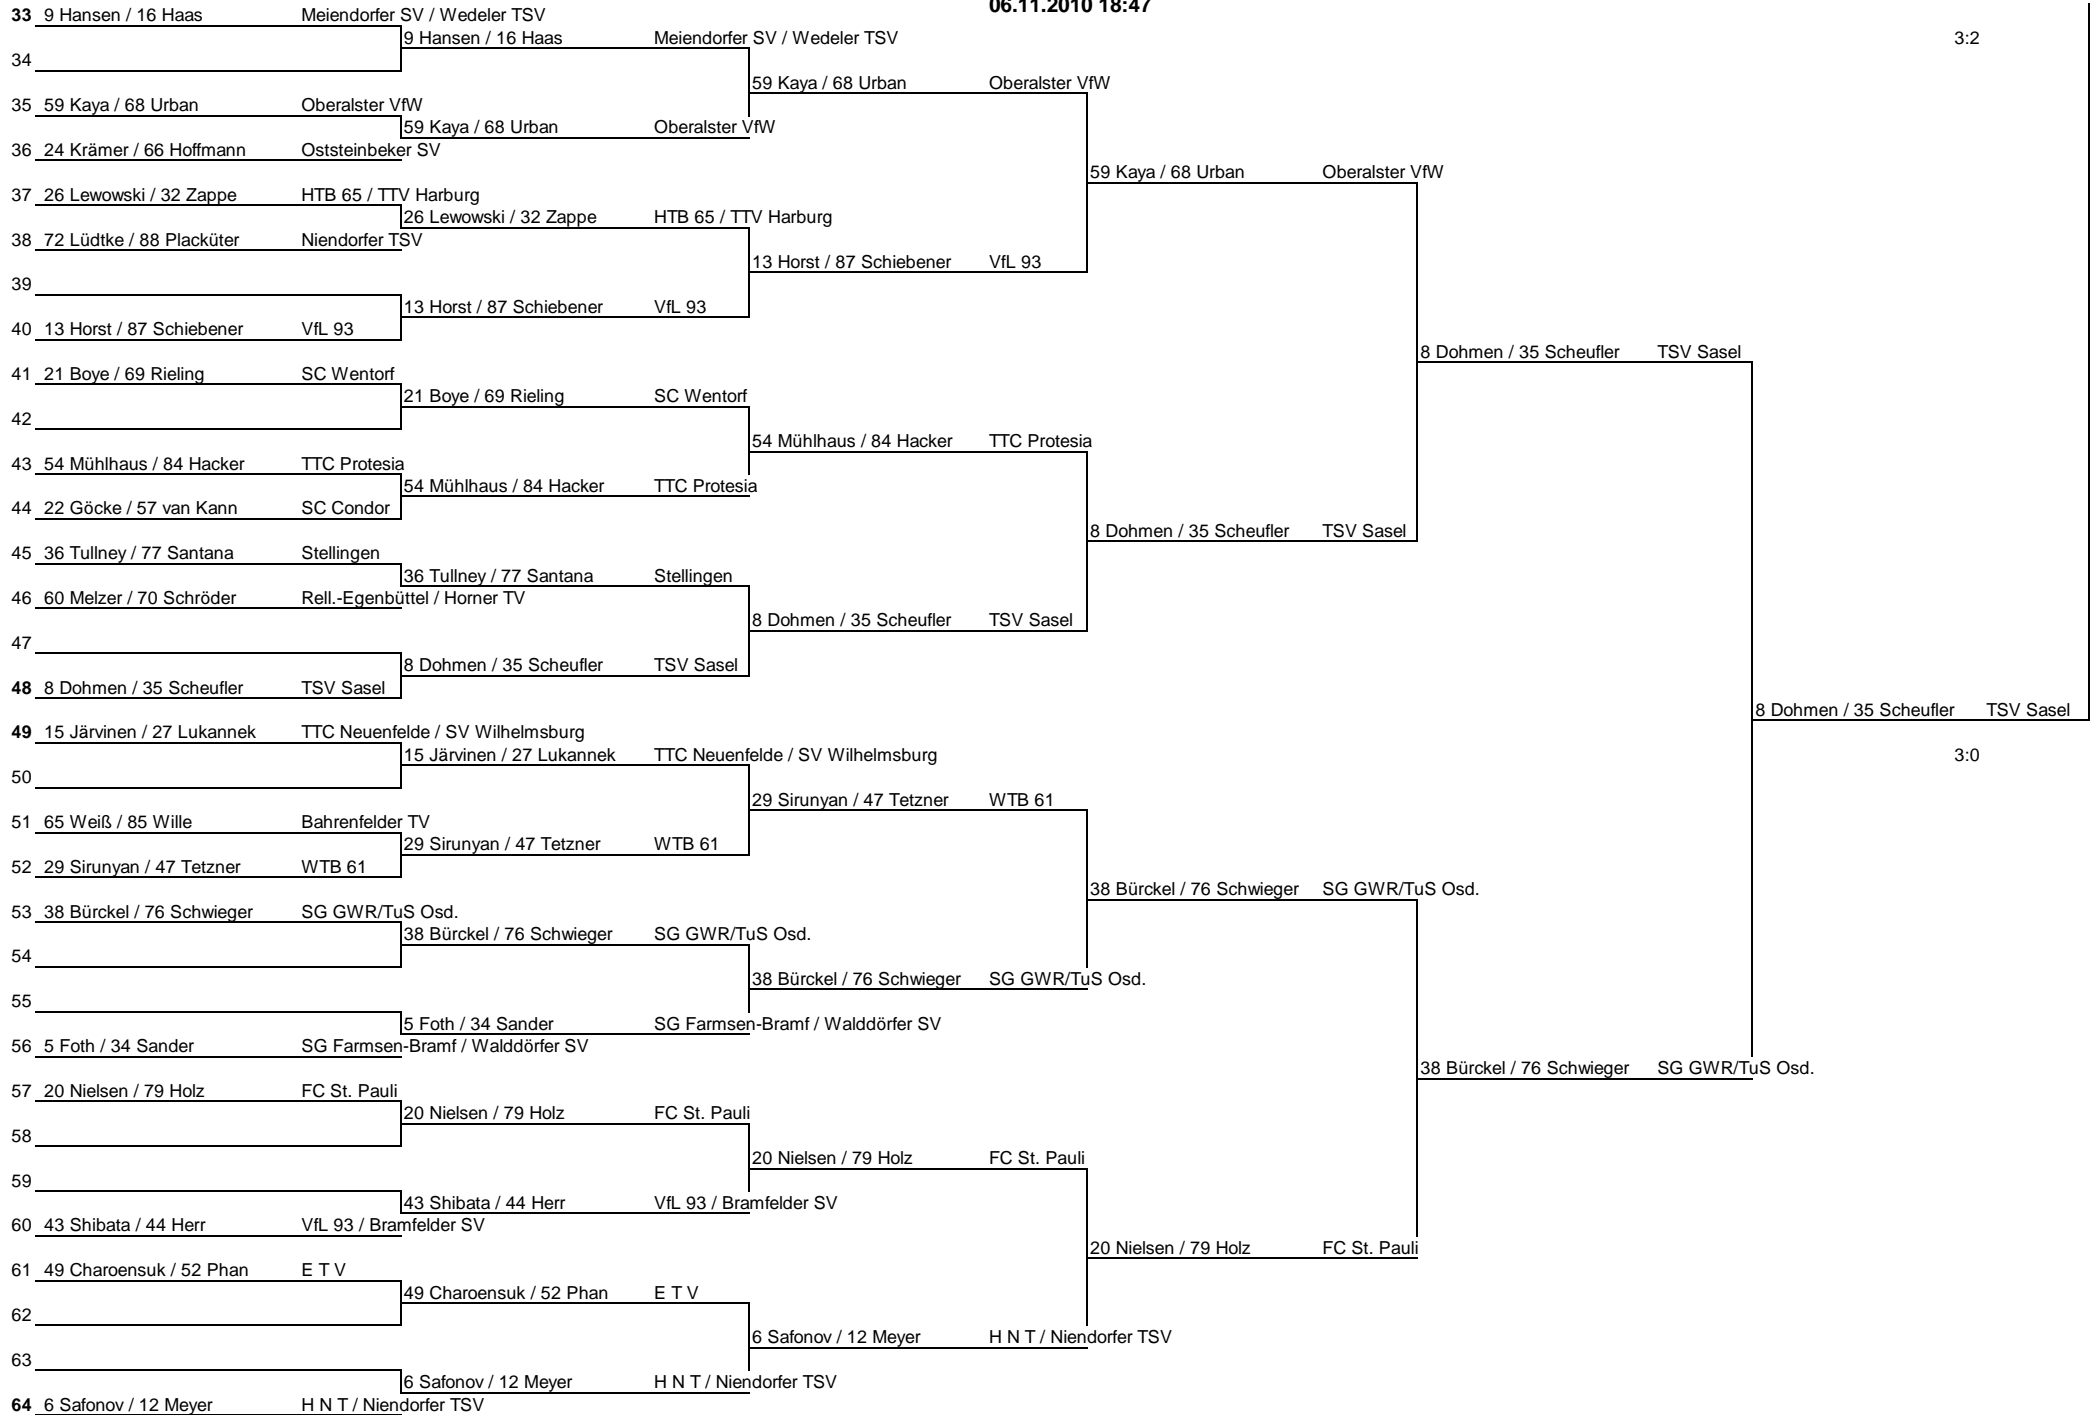 06.11.2010 18:47
33 9 Hansen / 16 Haas Meiendorfer SV / Wedeler TSV
9 Hansen / 16 Haas Meiendorfer SV / Wedeler TSV 3:2
34
59 Kaya / 68 Urban Oberalster VfW
35 59 Kaya / 68 Urban Oberalster VfW
59 Kaya / 68 Urban Oberalster VfW
36 24 Krämer / 66 Hoffmann Oststeinbeker SV
59 Kaya / 68 Urban Oberalster VfW
37 26 Lewowski / 32 Zappe HTB 65 / TTV Harburg
26 Lewowski / 32 Zappe HTB 65 / TTV Harburg
38 72 Lüdtke / 88 Placküter Niendorfer TSV
13 Horst / 87 Schiebener VfL 93
39
13 Horst / 87 Schiebener VfL 93
40 13 Horst / 87 Schiebener VfL 93
8 Dohmen / 35 Scheufler TSV Sasel
41 21 Boye / 69 Rieling SC Wentorf
21 Boye / 69 Rieling SC Wentorf
42
54 Mühlhaus / 84 Hacker TTC Protesia
43 54 Mühlhaus / 84 Hacker TTC Protesia
54 Mühlhaus / 84 Hacker TTC Protesia
44 22 Göcke / 57 van Kann SC Condor
8 Dohmen / 35 Scheufler TSV Sasel
45 36 Tullney / 77 Santana Stellingen
36 Tullney / 77 Santana Stellingen
46 60 Melzer / 70 Schröder Rell.-Egenbüttel / Horner TV
8 Dohmen / 35 Scheufler TSV Sasel
47
8 Dohmen / 35 Scheufler TSV Sasel
48 8 Dohmen / 35 Scheufler TSV Sasel
8 Dohmen / 35 Scheufler TSV Sasel
49 15 Järvinen / 27 Lukannek TTC Neuenfelde / SV Wilhelmsburg
15 Järvinen / 27 Lukannek TTC Neuenfelde / SV Wilhelmsburg 3:0
50
29 Sirunyan / 47 Tetzner WTB 61
51 65 Weiß / 85 Wille Bahrenfelder TV
29 Sirunyan / 47 Tetzner WTB 61
52 29 Sirunyan / 47 Tetzner WTB 61
38 Bürckel / 76 Schwieger SG GWR/TuS Osd.
53 38 Bürckel / 76 Schwieger SG GWR/TuS Osd.
38 Bürckel / 76 Schwieger SG GWR/TuS Osd.
54
38 Bürckel / 76 Schwieger SG GWR/TuS Osd.
55
5 Foth / 34 Sander SG Farmsen-Bramf / Walddörfer SV
56 5 Foth / 34 Sander SG Farmsen-Bramf / Walddörfer SV
38 Bürckel / 76 Schwieger SG GWR/TuS Osd.
57 20 Nielsen / 79 Holz FC St. Pauli
20 Nielsen / 79 Holz FC St. Pauli
58
20 Nielsen / 79 Holz FC St. Pauli
59
43 Shibata / 44 Herr VfL 93 / Bramfelder SV
60 43 Shibata / 44 Herr VfL 93 / Bramfelder SV
20 Nielsen / 79 Holz FC St. Pauli
61 49 Charoensuk / 52 Phan E T V
49 Charoensuk / 52 Phan E T V
62
6 Safonov / 12 Meyer H N T / Niendorfer TSV
63
6 Safonov / 12 Meyer H N T / Niendorfer TSV
64 6 Safonov / 12 Meyer H N T / Niendorfer TSV